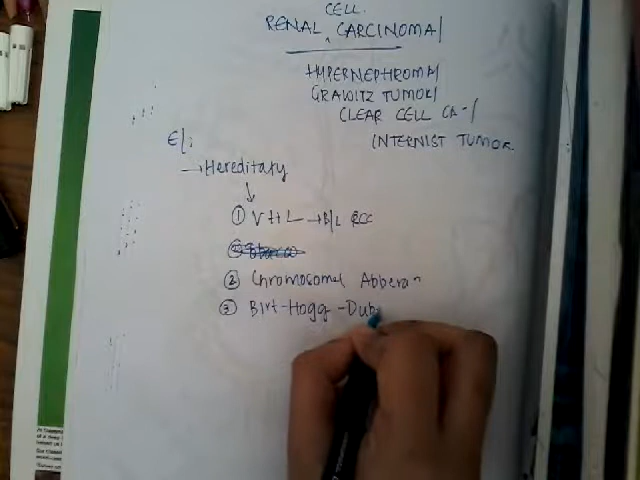 CELL
RENAL CARCINOMA/
HYPERNEPHROMA/
GRAWITZ TUMOR/
CLEAR CELL CA-/
INTERNIST TUMOR
E/:
→Hereditary
↓
① VHL →B/L RCC
② Chromosomal Abberaⁿ
③ Birt-Hogg-Dub